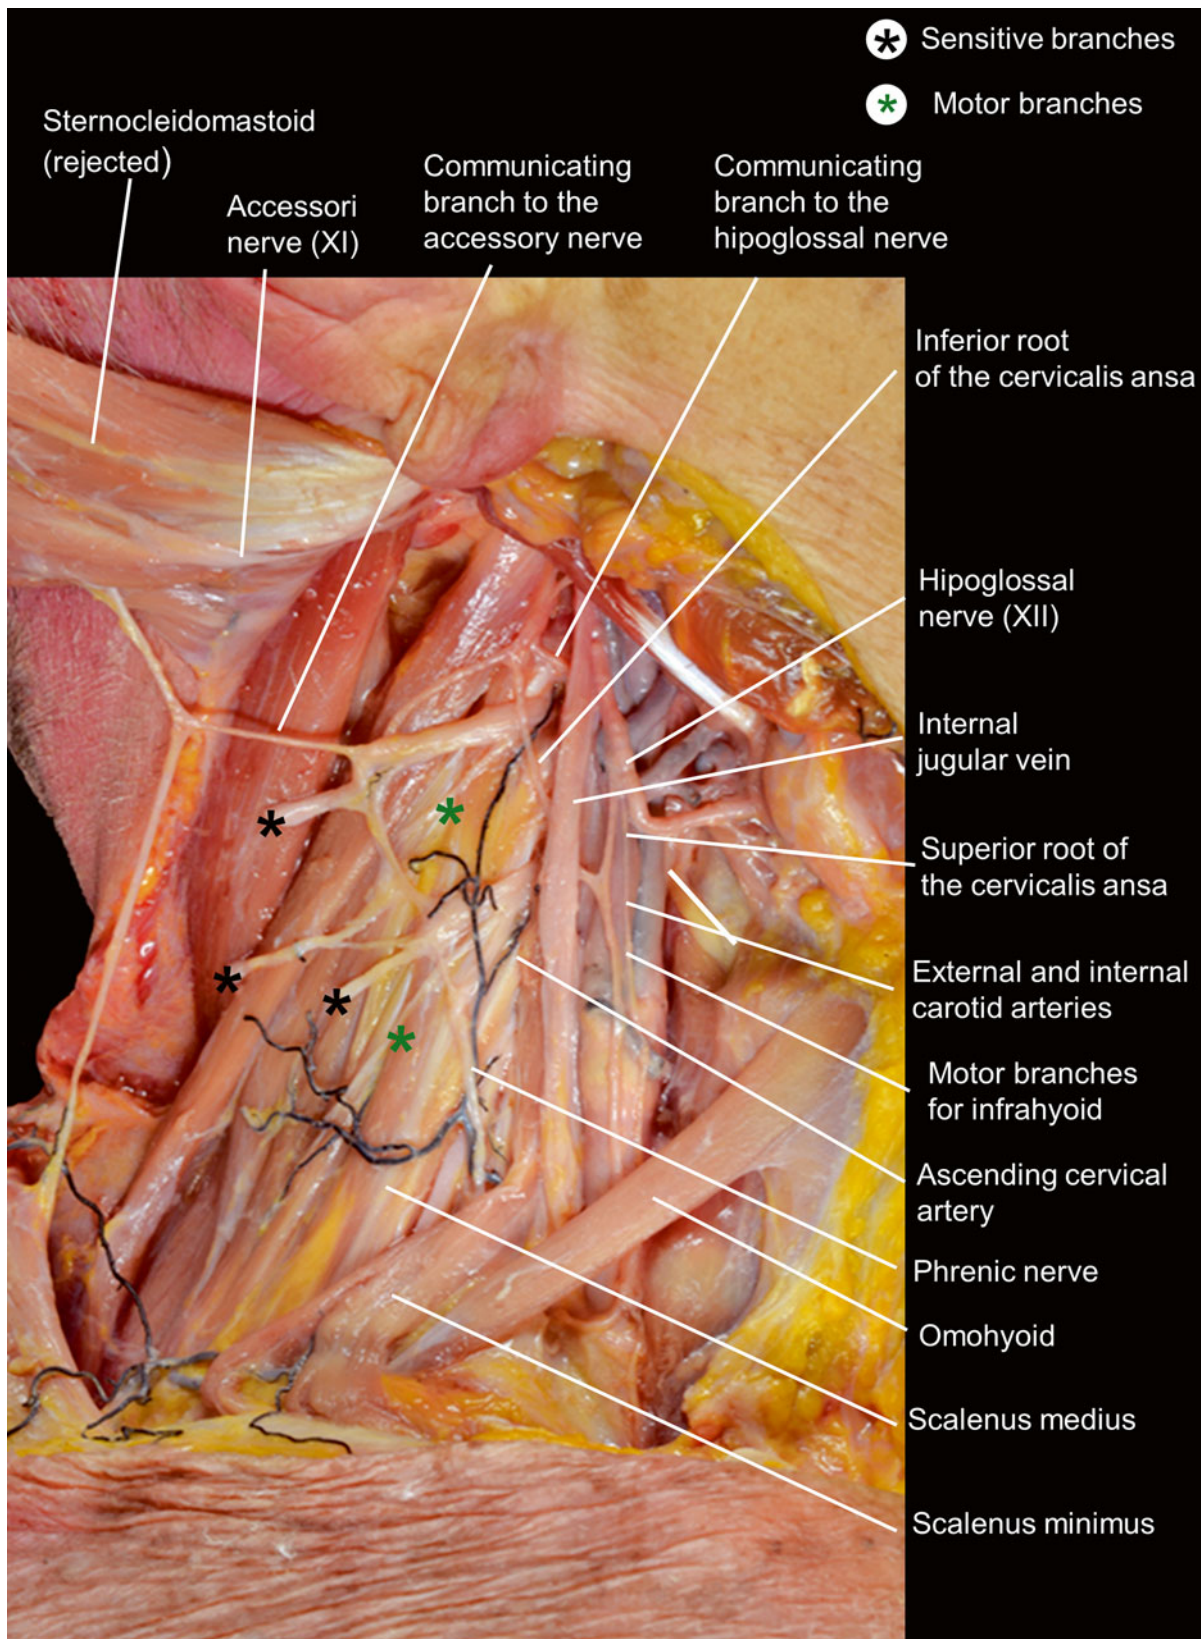 * Sensitive branches
* Motor branches
Sternocleidomastoid
(rejected)
Accessori
nerve (XI)
Communicating
branch to the
accessory nerve
Communicating
branch to the
hipoglossal nerve
Inferior root
of the cervicalis ansa
Hipoglossal
nerve (XII)
Internal
jugular vein
Superior root of
the cervicalis ansa
External and internal
carotid arteries
Motor branches
for infrahyoid
Ascending cervical
artery
Phrenic nerve
Omohyoid
Scalenus medius
Scalenus minimus